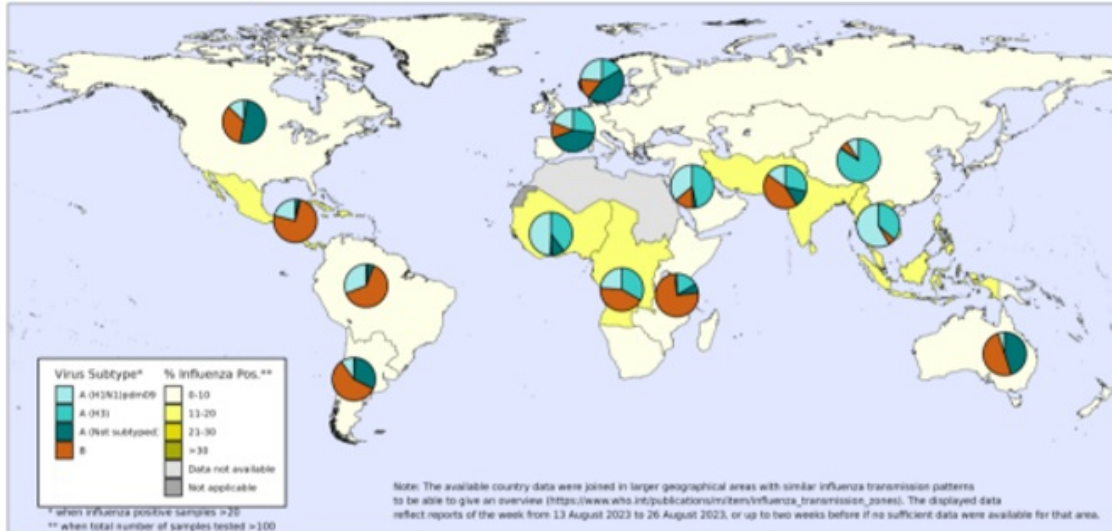 Virus Subtype*
A (H1N1)pdm09
A (H3)
A (Not subtyped)
B
% Influenza Pos.**
0-10
11-20
21-30
>30
Data not available
Not applicable
* when influenza positive samples >20
** when total number of samples tested >100
Note: The available country data were joined in larger geographical areas with similar influenza transmission patterns
to be able to give an overview (https://www.who.int/publications/m/item/influenza_transmission_zones). The displayed data
reflect reports of the week from 13 August 2023 to 26 August 2023, or up to two weeks before if no sufficient data were available for that area.